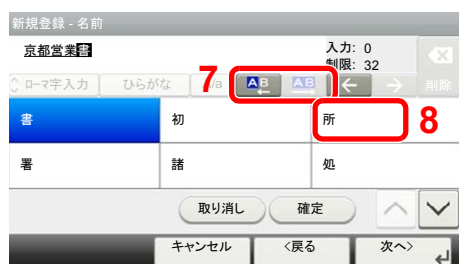 新規登録 - 名前
京都営業書
入力: 0
制限: 32
ローマ字入力 ひらがな /a AB AB ← → 削除
7
書 初 所
8
署 諸 処
取り消し 確定
キャンセル <戻る 次へ>